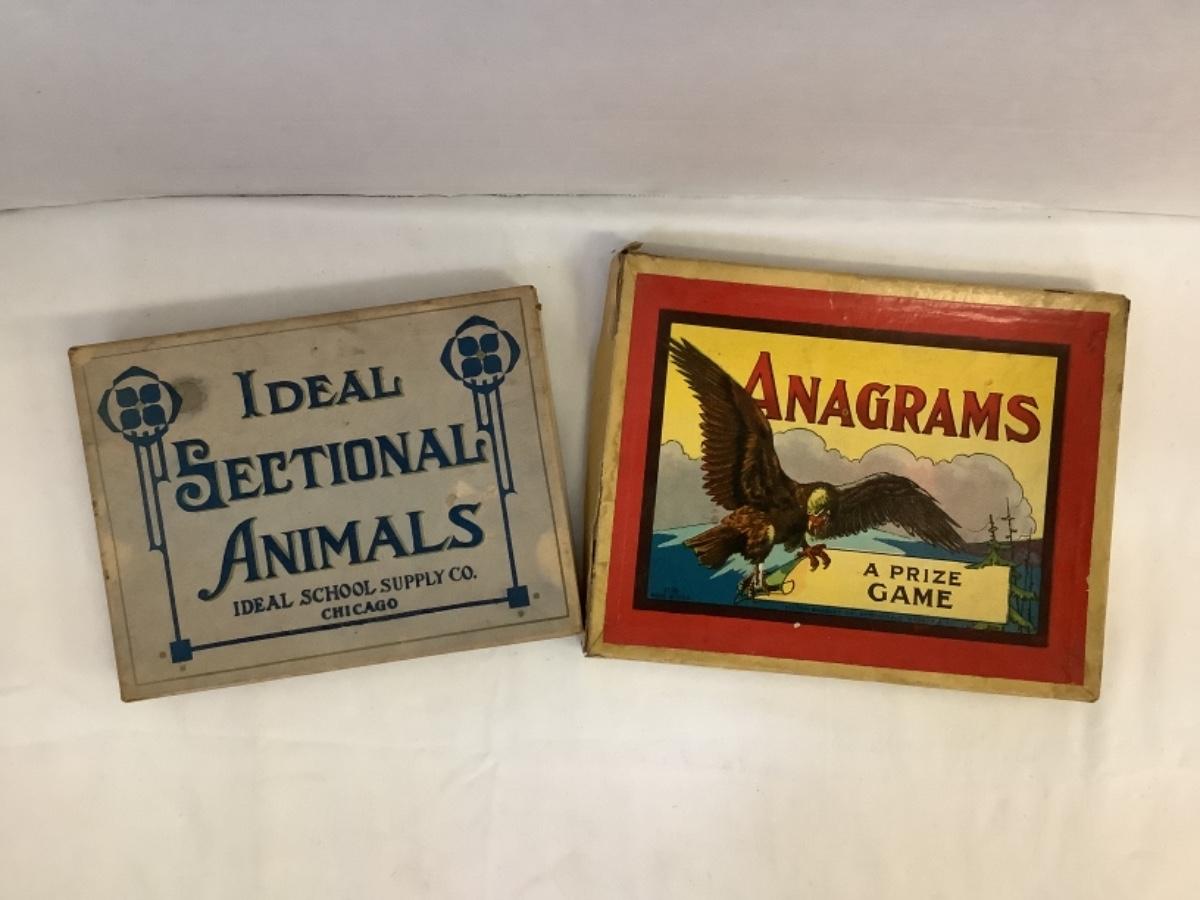 IDEAL
SECTIONAL
ANIMALS
IDEAL SCHOOL SUPPLY CO.
CHICAGO
ANAGRAMS
A PRIZE
GAME